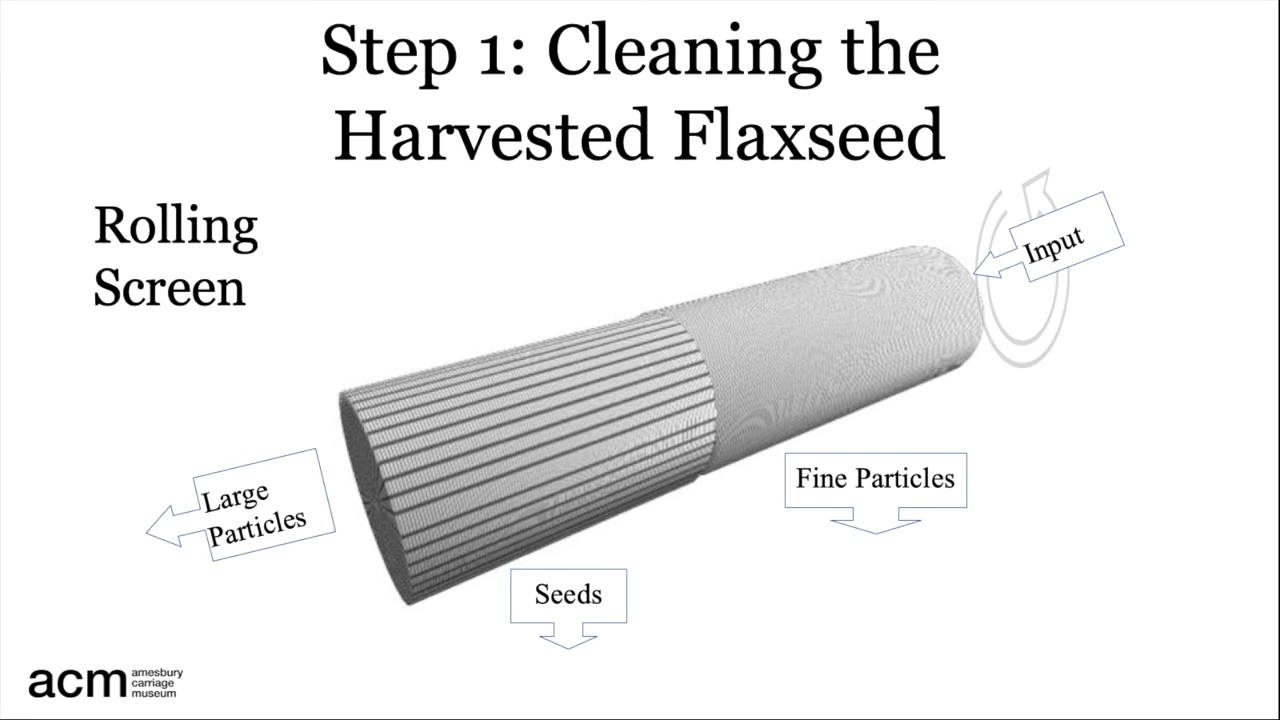 Step 1: Cleaning the
Harvested Flaxseed
Rolling
Screen
Input
Large
Particles
Fine Particles
Seeds
acm
amesbury
carriage
museum